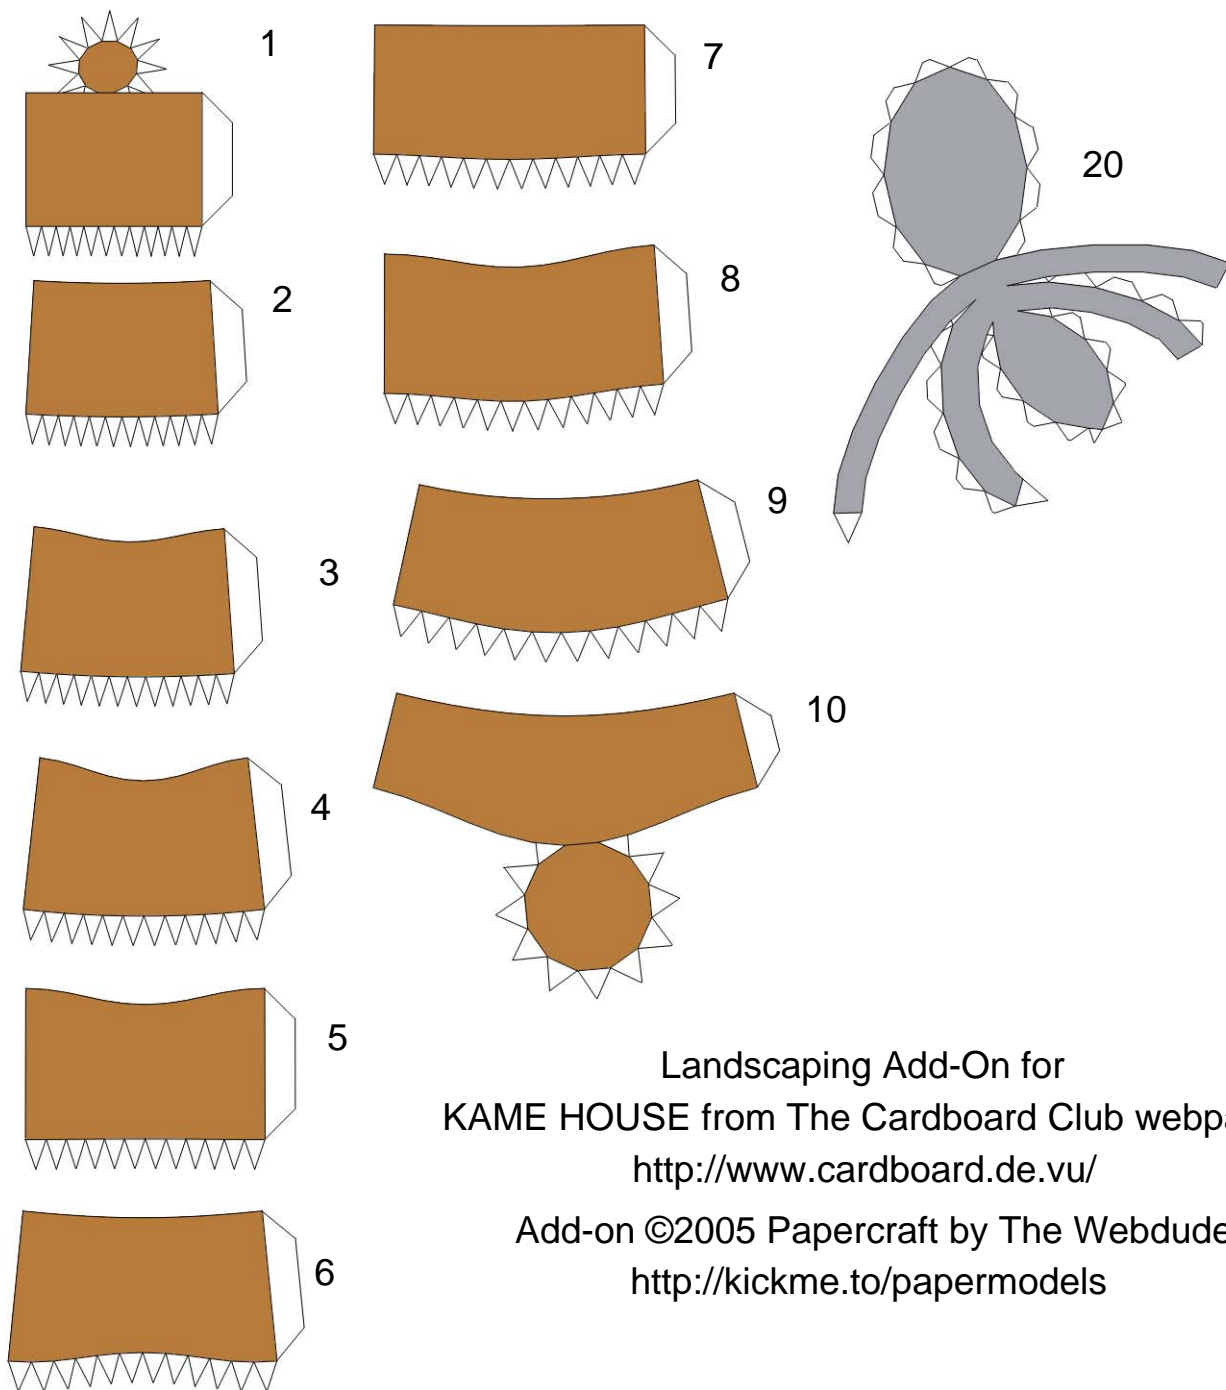 1
2
3
4
5
6
7
8
9
10
20
Landscaping Add-On for
KAME HOUSE from The Cardboard Club
http://www.cardboard.de.vu/
Add-on ©2005 Papercraft by The Webdude
http://kickme.to/papermodels